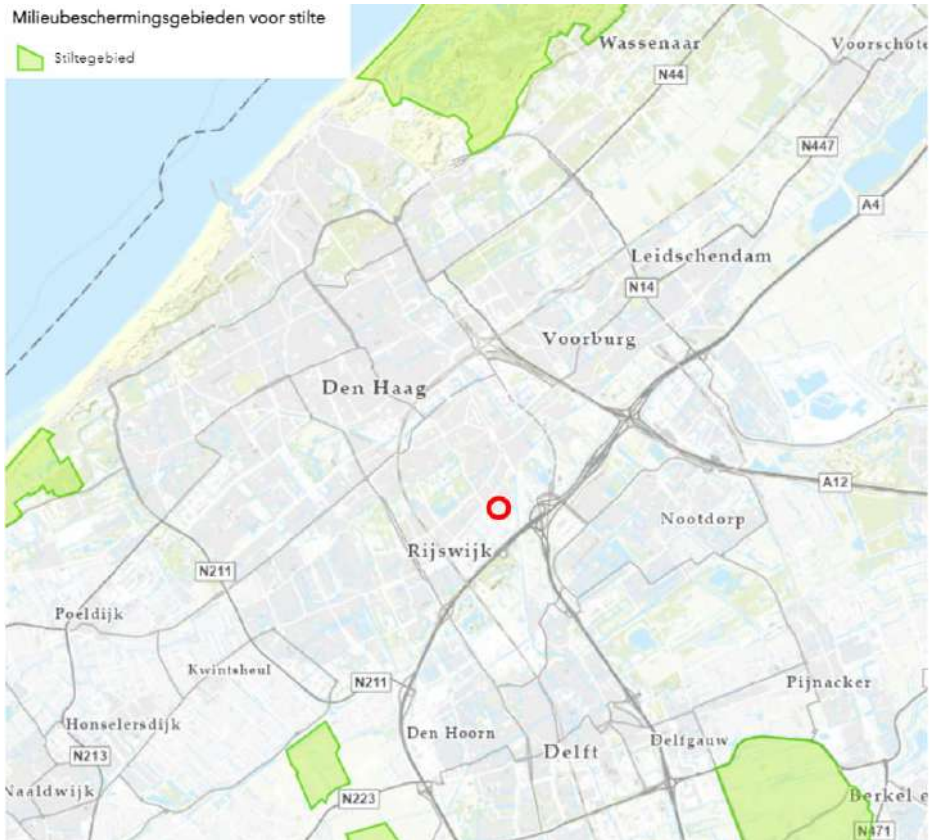 Milieubeschermingsgebieden voor stilte
Stiltegebied
Wassenaar
Voorschote
N44
N447
A4
Leidschendam
N14
Voorburg
Den Haag
A12
Nootdorp
Rijswijk
N211
Poeldijk
Kwintsheul
N211
Pijnacker
Honselersdijk
Den Hoorn
Delft
Delfgauw
N213
Naaldwijk
N223
Berkel e
N471